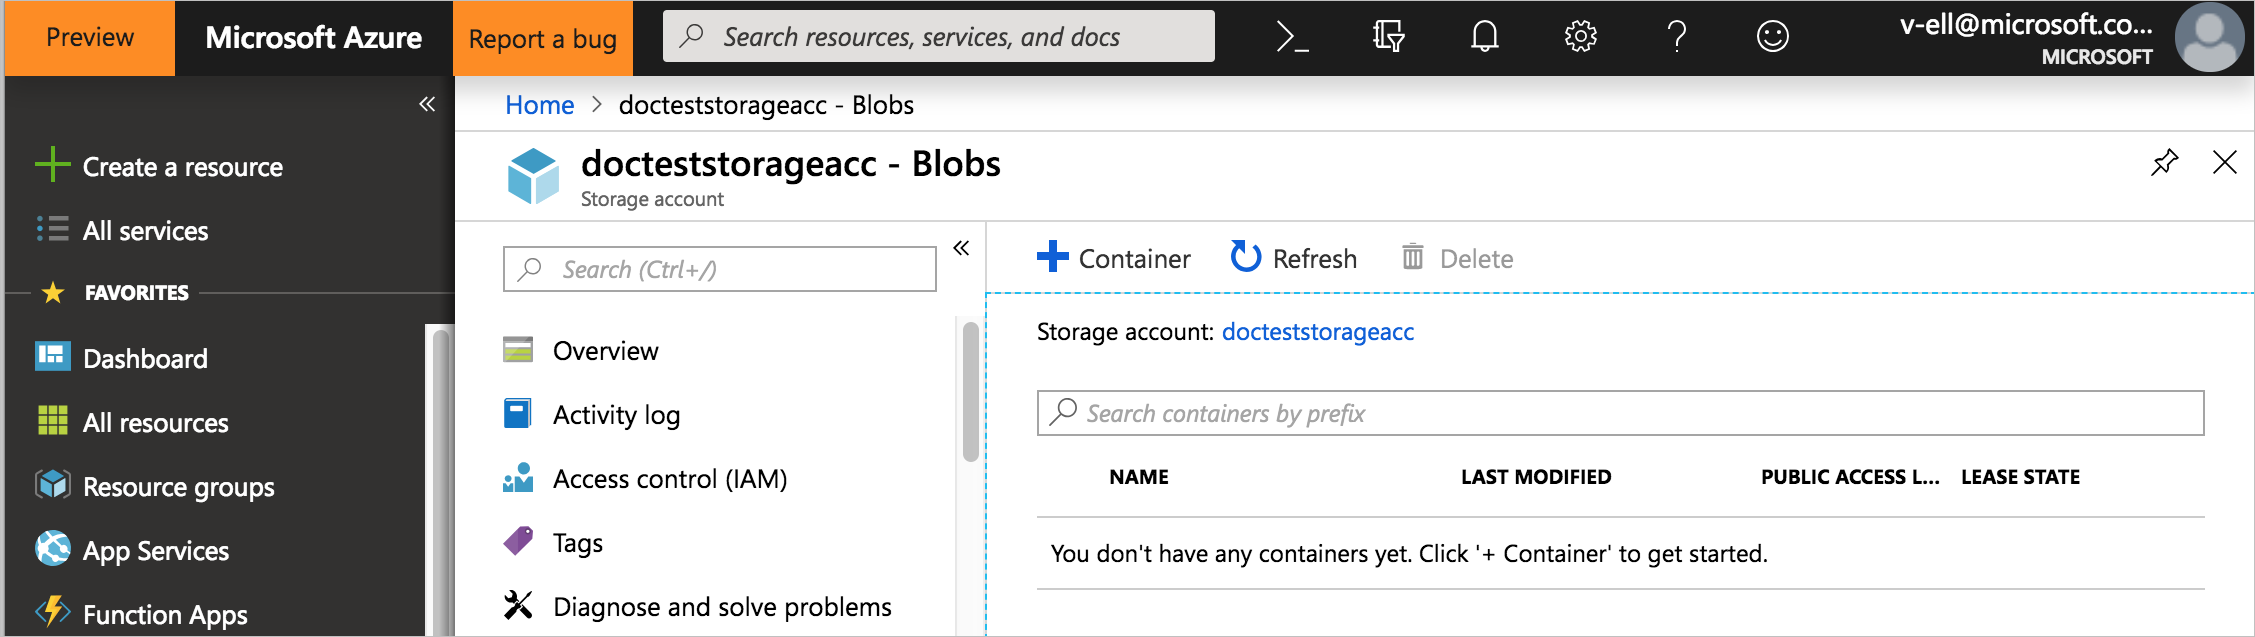 Preview
Microsoft Azure
Report a bug
Search resources, services, and docs
v-ell@microsoft.co...
MICROSOFT
Create a resource
All services
FAVORITES
Dashboard
All resources
Resource groups
App Services
Function Apps
Home > docteststorageacc - Blobs
docteststorageacc - Blobs
Storage account
Search (Ctrl+/)
Overview
Activity log
Access control (IAM)
Tags
Diagnose and solve problems
Container Refresh Delete
Storage account: docteststorageacc
Search containers by prefix
NAME LAST MODIFIED PUBLIC ACCESS L... LEASE STATE
You don't have any containers yet. Click '+ Container' to get started.